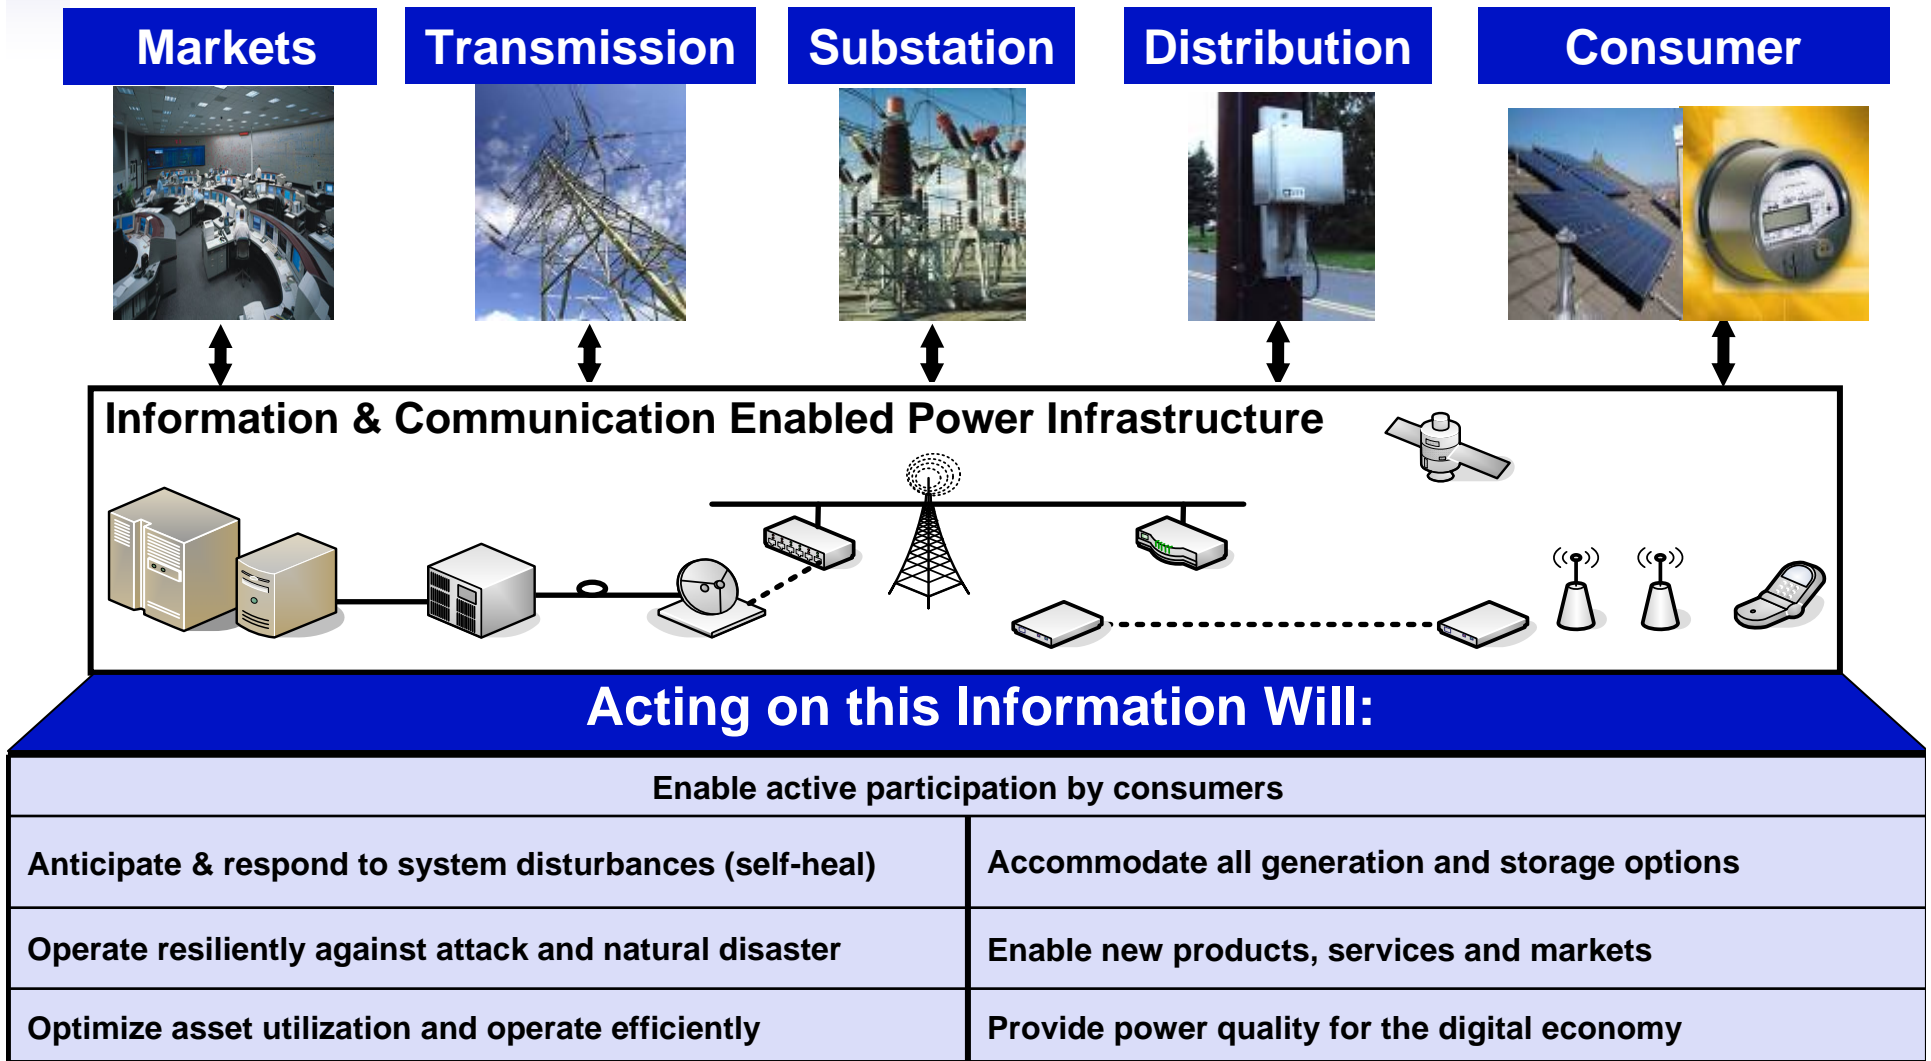 Markets
Transmission
Substation
Distribution
Consumer
Information & Communication Enabled Power Infrastructure
Acting on this Information Will:
Enable active participation by consumers
Anticipate & respond to system disturbances (self-heal)
Accommodate all generation and storage options
Operate resiliently against attack and natural disaster
Enable new products, services and markets
Optimize asset utilization and operate efficiently
Provide power quality for the digital economy